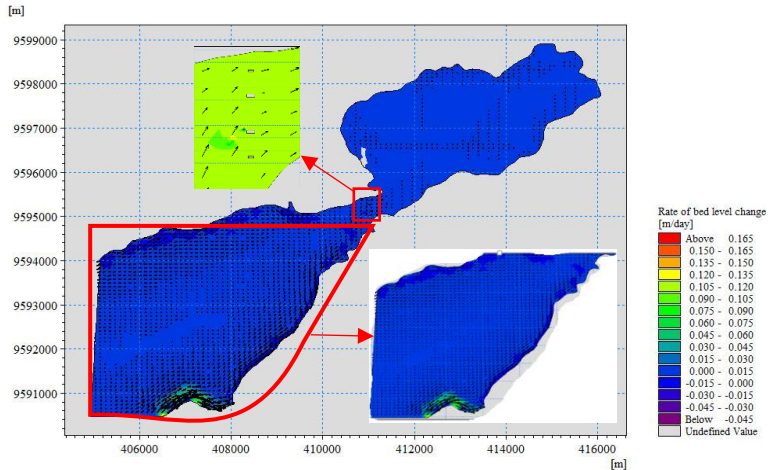 [m]
9599000
9598000
9597000
9596000
9595000
9594000
9593000
9592000
9591000
406000 408000 410000 412000 414000 416000
[m]
Rate of bed level change
[m/day]
Above 0.165
0.150 - 0.165
0.135 - 0.150
0.120 - 0.135
0.105 - 0.120
0.090 - 0.105
0.075 - 0.090
0.060 - 0.075
0.045 - 0.060
0.030 - 0.045
0.015 - 0.030
0.000 - 0.015
-0.015 - 0.000
-0.030 - -0.015
-0.045 - -0.030
Below -0.045
Undefined Value